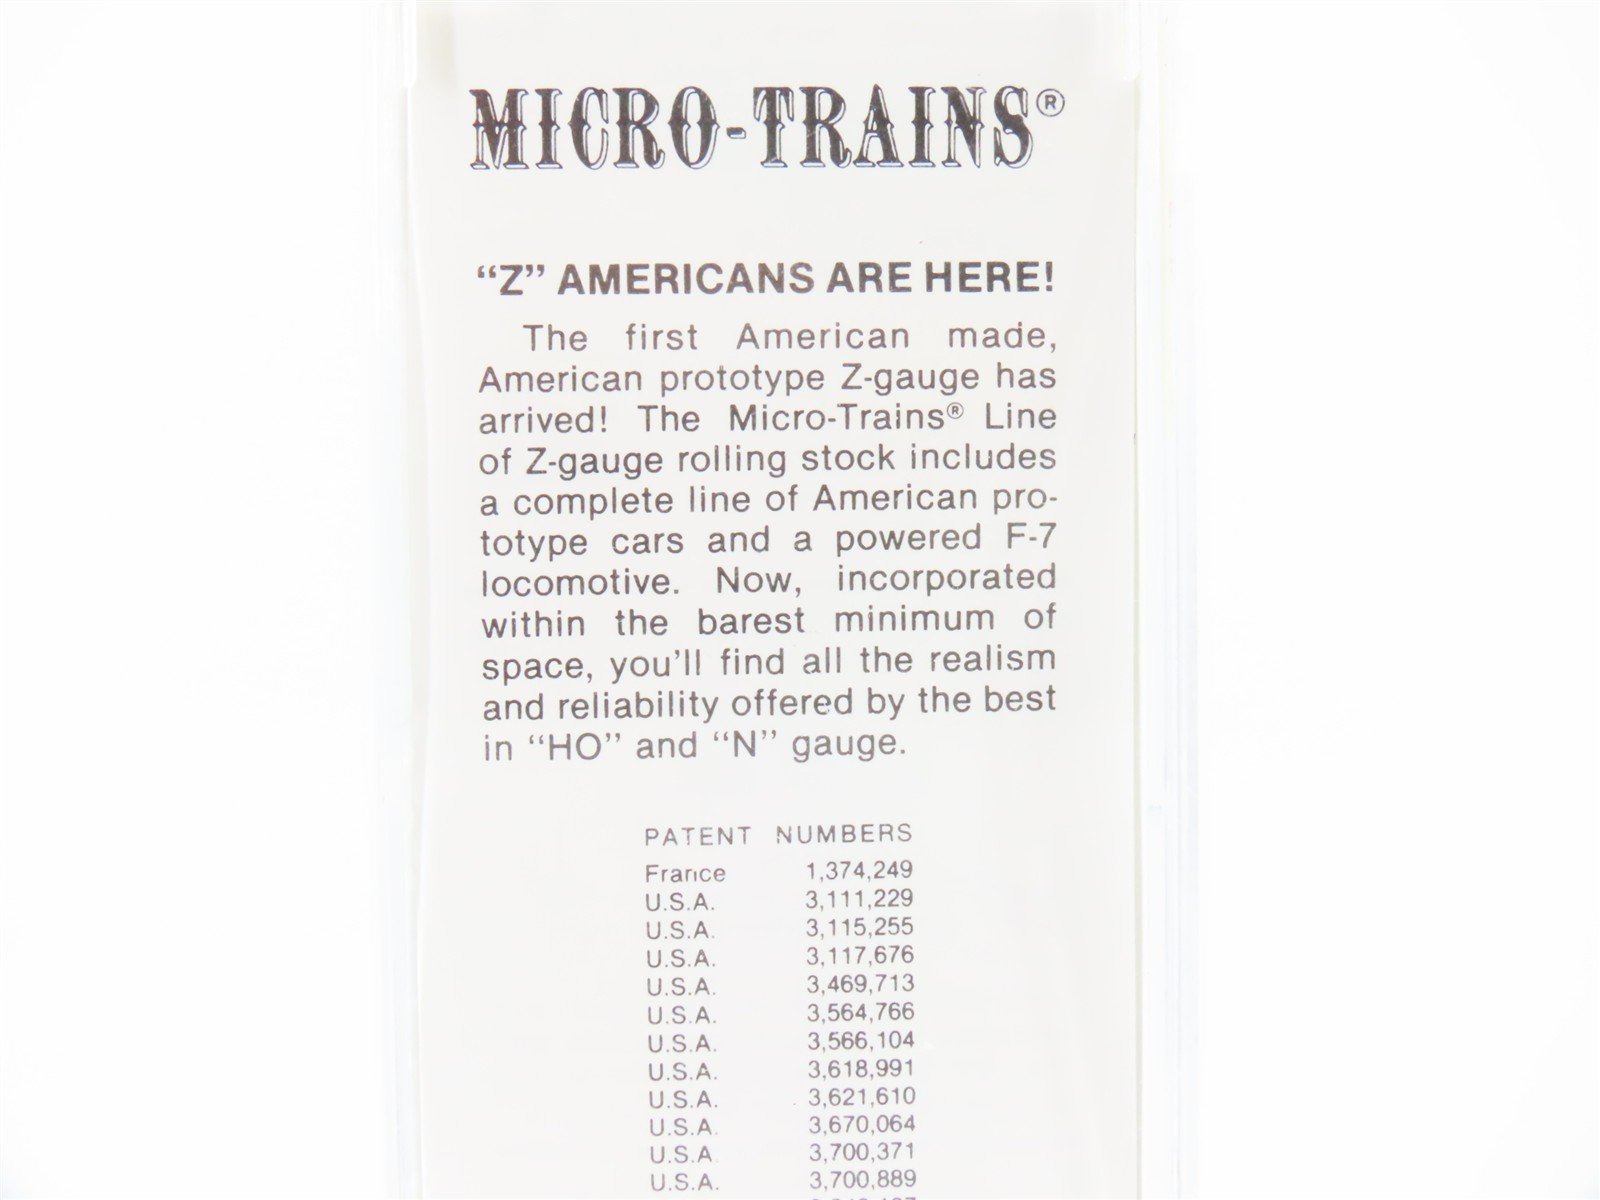 MICRO-TRAINS®
“Z” AMERICANS ARE HERE!
The first American made,
American prototype Z-gauge has
arrived! The Micro-Trains® Line
of Z-gauge rolling stock includes
a complete line of American pro-
totype cars and a powered F-7
locomotive. Now, incorporated
within the barest minimum of
space, you'll find all the realism
and reliability offered by the best
in “HO” and “N” gauge.
PATENT NUMBERS
France 1,374,249
U.S.A. 3,111,229
U.S.A. 3,115,255
U.S.A. 3,117,676
U.S.A. 3,469,713
U.S.A. 3,564,766
U.S.A. 3,566,104
U.S.A. 3,618,991
U.S.A. 3,621,610
U.S.A. 3,670,064
U.S.A. 3,700,371
U.S.A. 3,700,889